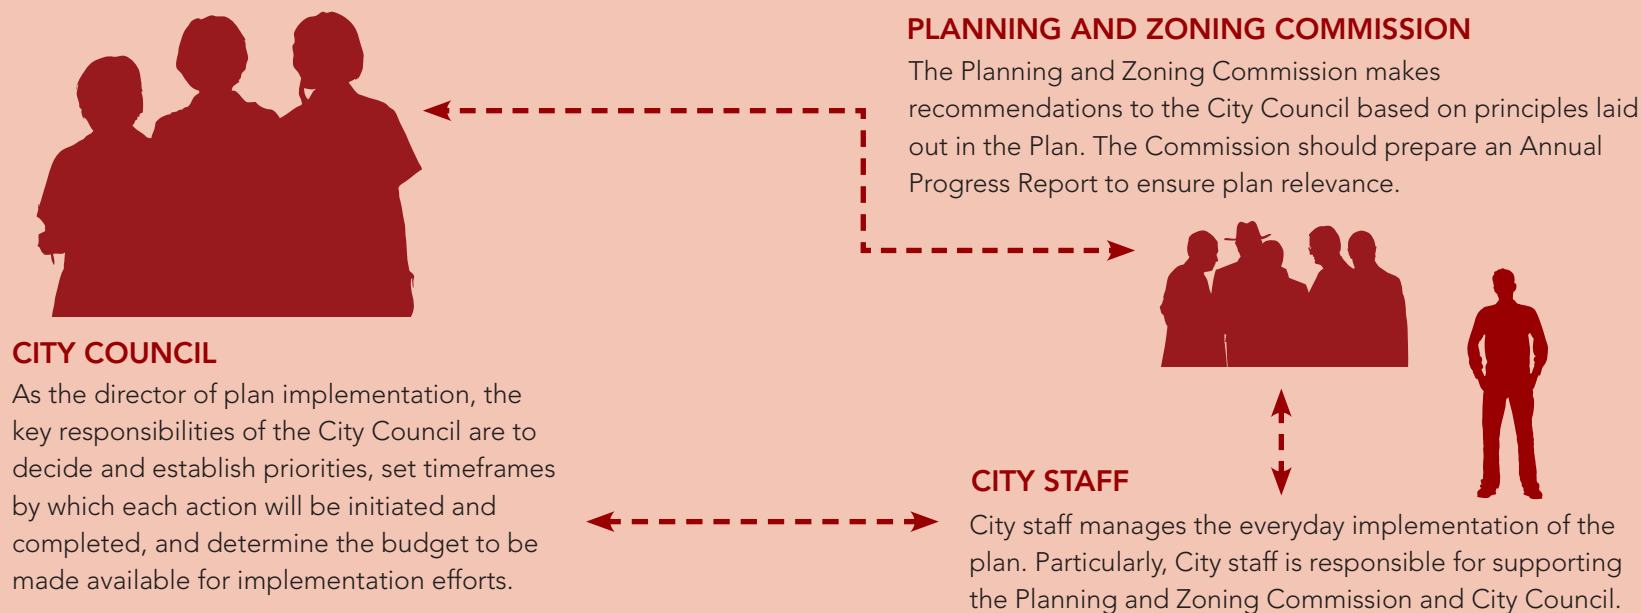 PLANNING AND ZONING COMMISSION
The Planning and Zoning Commission makes
recommendations to the City Council based on principles laid
out in the Plan. The Commission should prepare an Annual
Progress Report to ensure plan relevance.
CITY COUNCIL
As the director of plan implementation, the
key responsibilities of the City Council are to
decide and establish priorities, set timeframes
by which each action will be initiated and
completed, and determine the budget to be
made available for implementation efforts.
CITY STAFF
City staff manages the everyday implementation of the
plan. Particularly, City staff is responsible for supporting
the Planning and Zoning Commission and City Council.